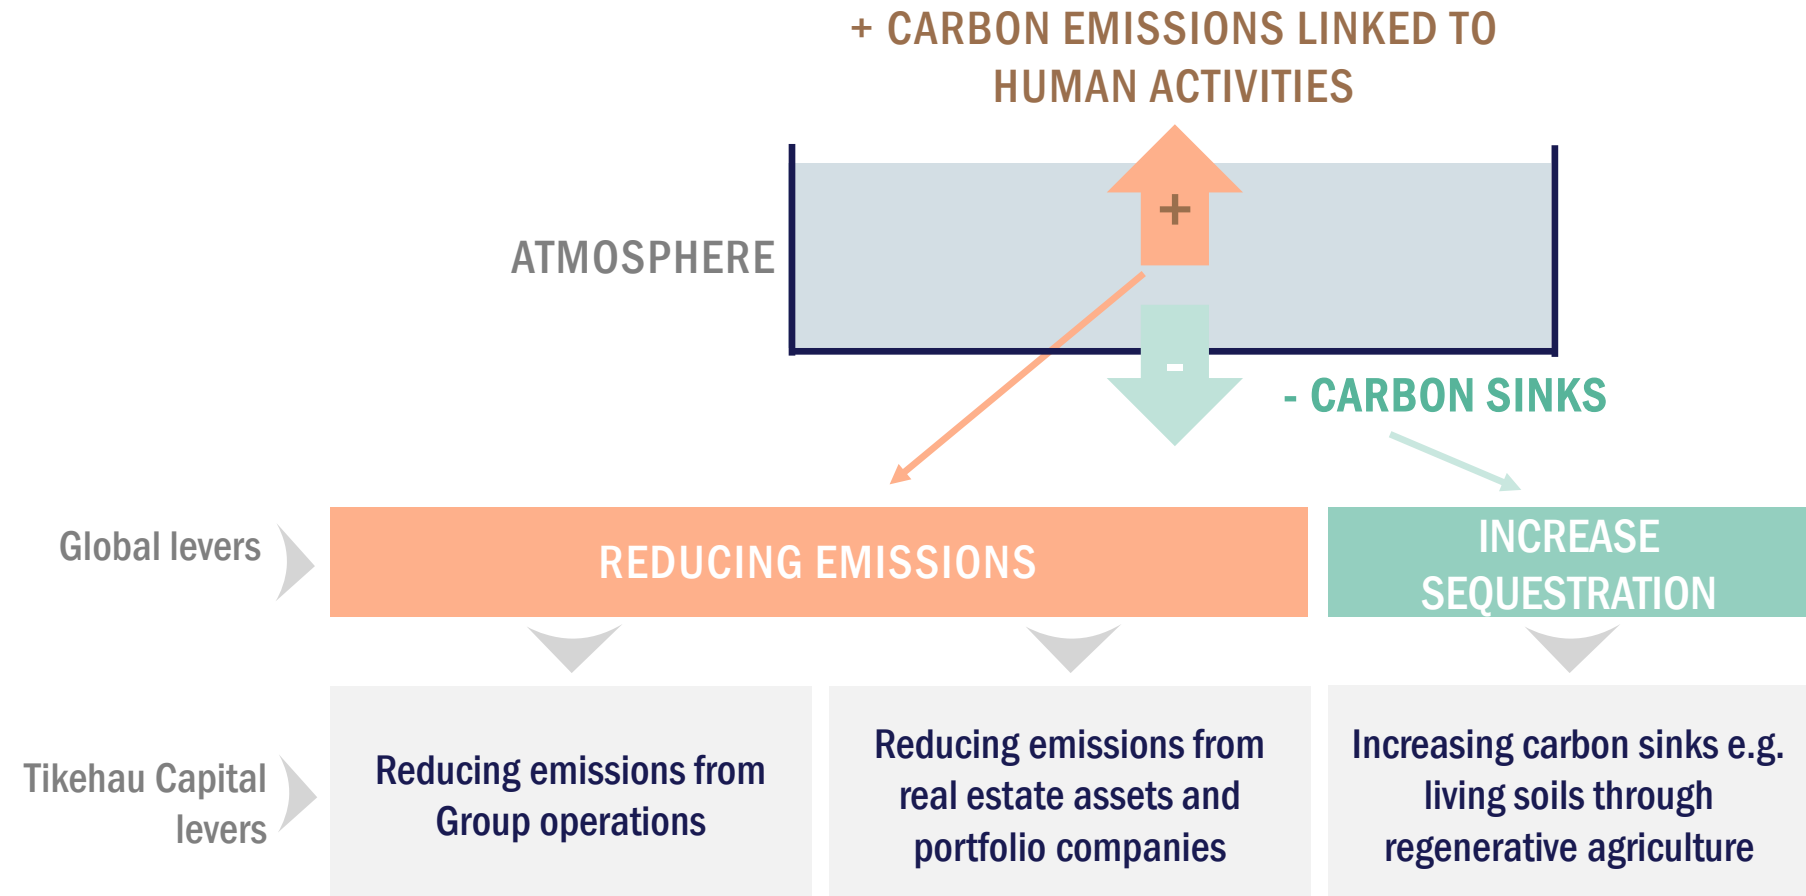 + CARBON EMISSIONS LINKED TO
HUMAN ACTIVITIES
+
ATMOSPHERE
-
- CARBON SINKS
Global levers
REDUCING EMISSIONS
INCREASE
SEQUESTRATION
Tikehau Capital
levers
Reducing emissions from
Group operations
Reducing emissions from
real estate assets and
portfolio companies
Increasing carbon sinks e.g.
living soils through
regenerative agriculture